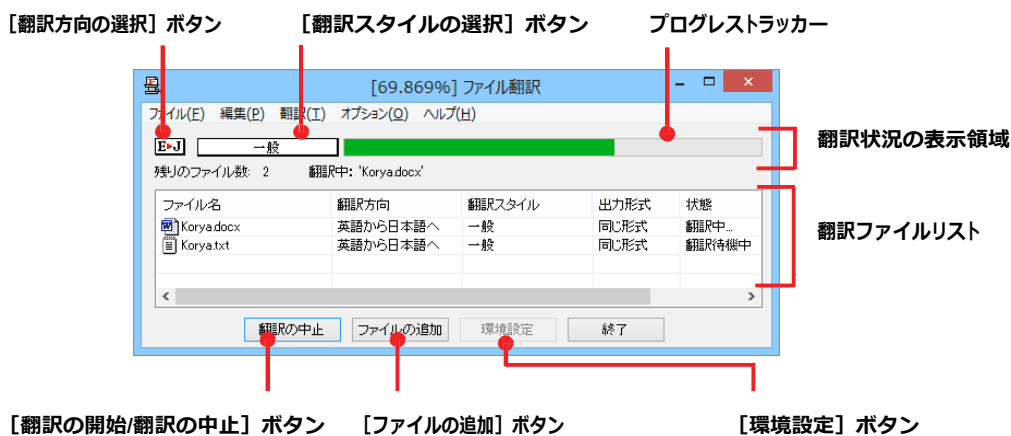 ［翻訳方向の選択］ボタン ［翻訳スタイルの選択］ボタン プログレストラッカー
[69.869%] ファイル翻訳
ファイル(F) 編集(P) 翻訳(T) オプション(O) ヘルプ(H)
E▶J 一般
翻訳状況の表示領域
残りのファイル数: 2 翻訳中: 'Korya.docx'
ファイル名 翻訳方向 翻訳スタイル 出力形式 状態
Korya.docx 英語から日本語へ 一般 同じ形式 翻訳中...
Korya.txt 英語から日本語へ 一般 同じ形式 翻訳待機中
翻訳ファイルリスト
翻訳の中止 ファイルの追加 環境設定 終了
［翻訳の開始/翻訳の中止］ボタン ［ファイルの追加］ボタン ［環境設定］ボタン